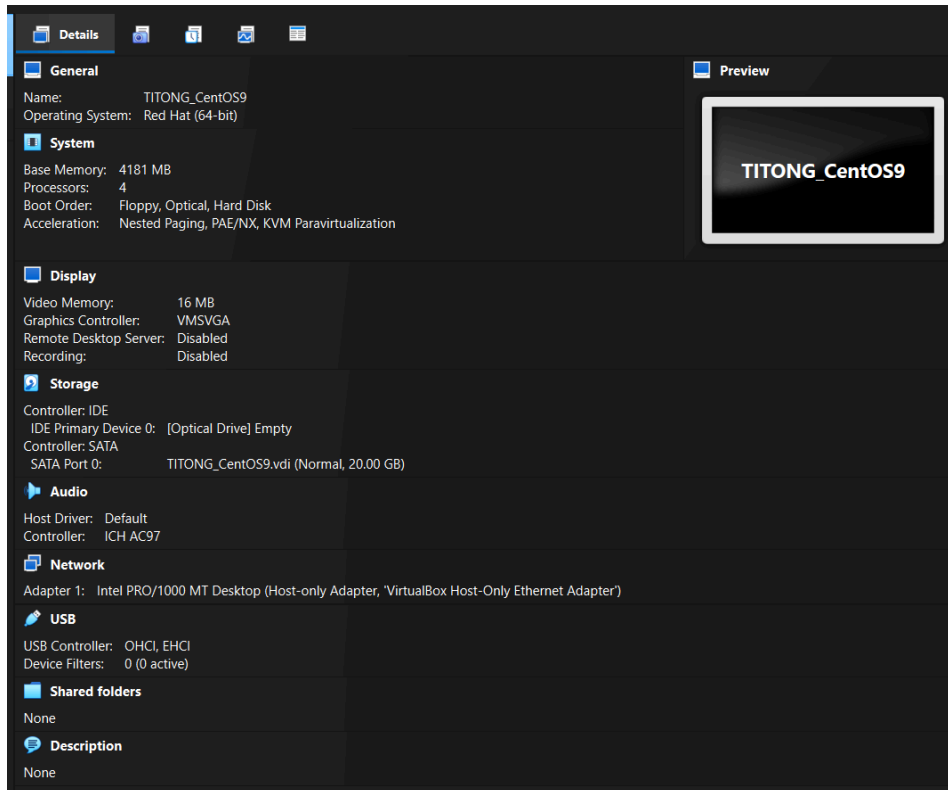 Details
General
Name: TITONG_CentOS9
Operating System: Red Hat (64-bit)
System
Base Memory: 4181 MB
Processors: 4
Boot Order: Floppy, Optical, Hard Disk
Acceleration: Nested Paging, PAE/NX, KVM Paravirtualization
Preview
TITONG_CentOS9
Display
Video Memory: 16 MB
Graphics Controller: VMSVGA
Remote Desktop Server: Disabled
Recording: Disabled
Storage
Controller: IDE
IDE Primary Device 0: [Optical Drive] Empty
Controller: SATA
SATA Port 0: TITONG_CentOS9.vdi (Normal, 20.00 GB)
Audio
Host Driver: Default
Controller: ICH AC97
Network
Adapter 1: Intel PRO/1000 MT Desktop (Host-only Adapter, 'VirtualBox Host-Only Ethernet Adapter')
USB
USB Controller: OHCI, EHCI
Device Filters: 0 (0 active)
Shared folders
None
Description
None